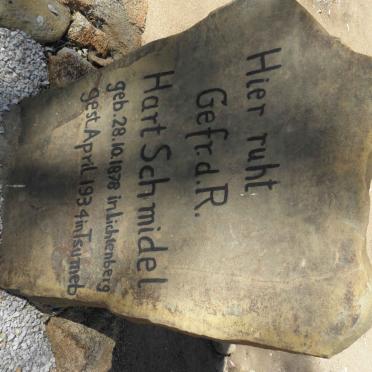 Hier ruht
Gefr.d.R.
Hart Schmidel
geb. 28.10.1878 in Lichtenberg
gest. April 1934 in Tsumeb